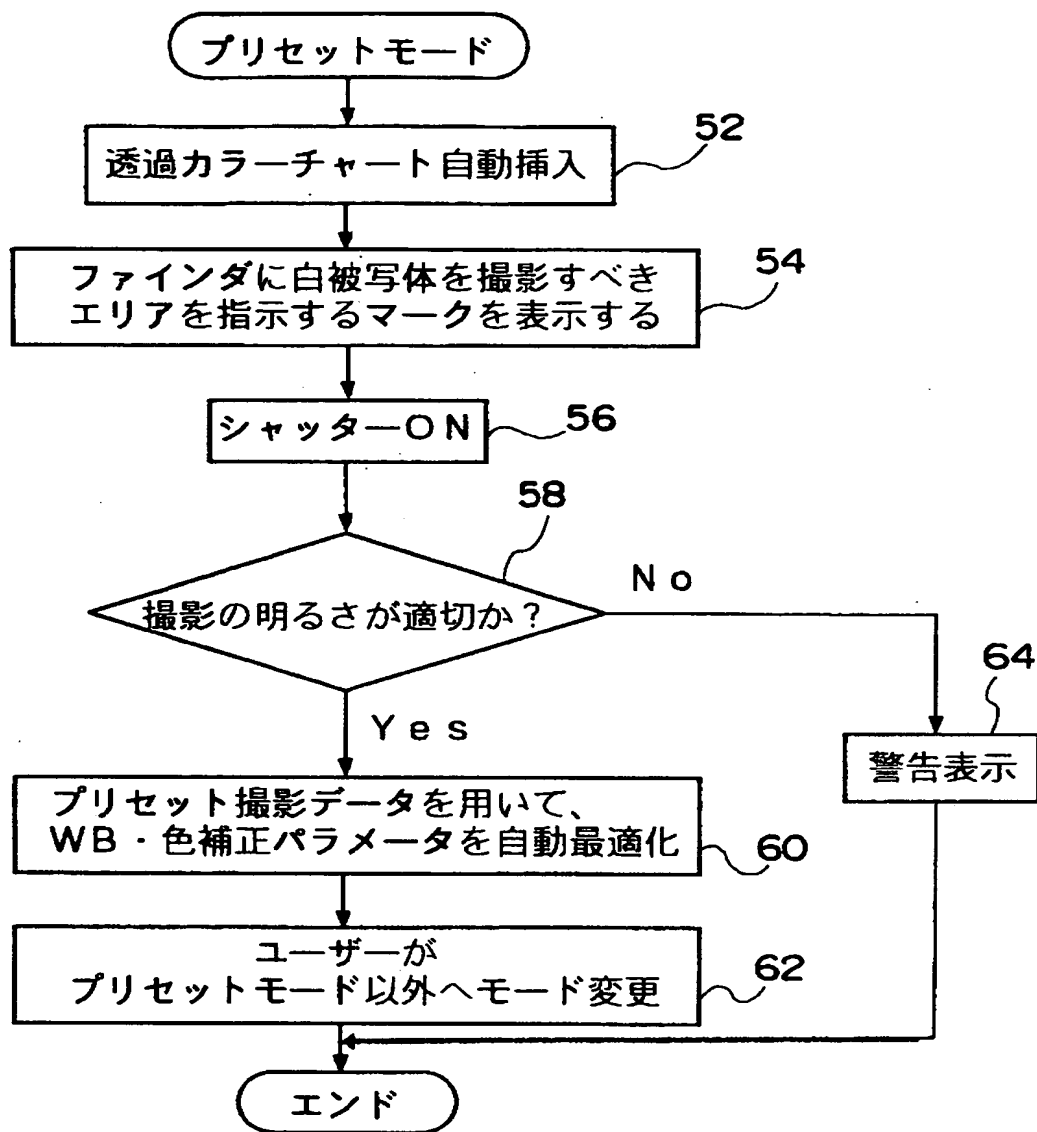 プリセットモード
52
透過カラーチャート自動挿入
54
ファインダに白被写体を撮影すべき
エリアを指示するマークを表示する
シャッターON
56
58
撮影の明るさが適切か?
No
Yes
64
警告表示
プリセット撮影データを用いて、
WB・色補正パラメータを自動最適化
60
ユーザーが
プリセットモード以外へモード変更
62
エンド